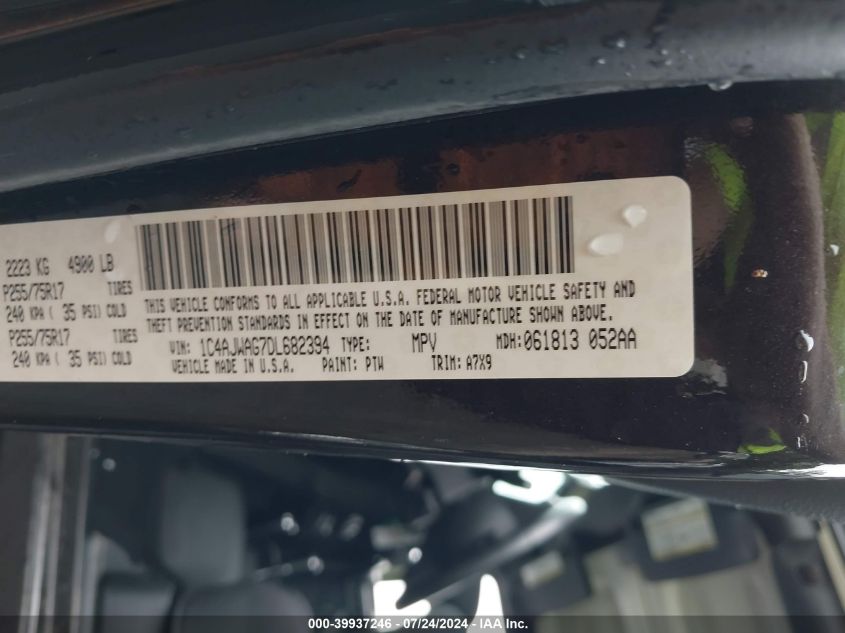 2223 KG 4900 LB
P255/75R17 TIRES
240 KPA ( 35 PSI) COLD
P255/75R17 TIRES
240 KPA ( 35 PSI) COLD
THIS VEHICLE CONFORMS TO ALL APPLICABLE U.S.A. FEDERAL MOTOR VEHICLE SAFETY AND
THEFT PREVENTION STANDARDS IN EFFECT ON THE DATE OF MANUFACTURE SHOWN ABOVE.
VIN: 1C4AJWAG7DL682394 TYPE: MPV MDH:061813 052AA
VEHICLE MADE IN U.S.A. PAINT: PTW TRIM: A7X9
000-39937246 - 07/24/2024 - IAA Inc.